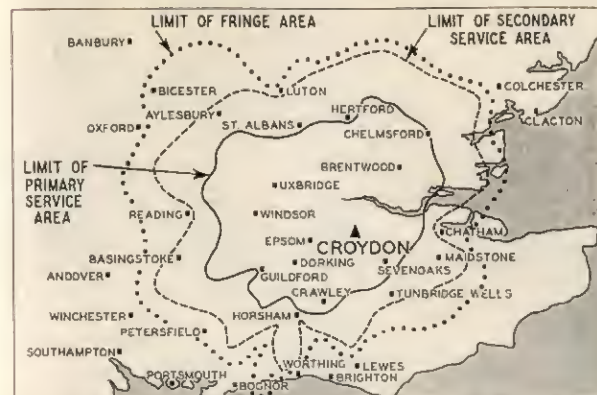 LIMIT OF FRINGE AREA
LIMIT OF SECONDARY
SERVICE AREA
BANBURY
BICESTER
LUTON
COLCHESTER
AYLESBURY
HERTFORD
CLACTON
OXFORD
ST. ALBANS
CHELMSFORD
LIMIT OF
PRIMARY
SERVICE
AREA
BRENTWOOD
UXBRIDGE
READING
WINDSOR
CHATHAM
EPSOM
CROYDON
BASINGSTOKE
DORKING
MAIDSTONE
ANDOVER
GUILDFORD
SEVENOAKS
CRAWLEY
TUNBRIDGE WELLS
WINCHESTER
HORSHAM
PETERSFIELD
SOUTHAMPTON
WORTHING
LEWES
PORTSMOUTH
BRIGHTON
BOGNOR